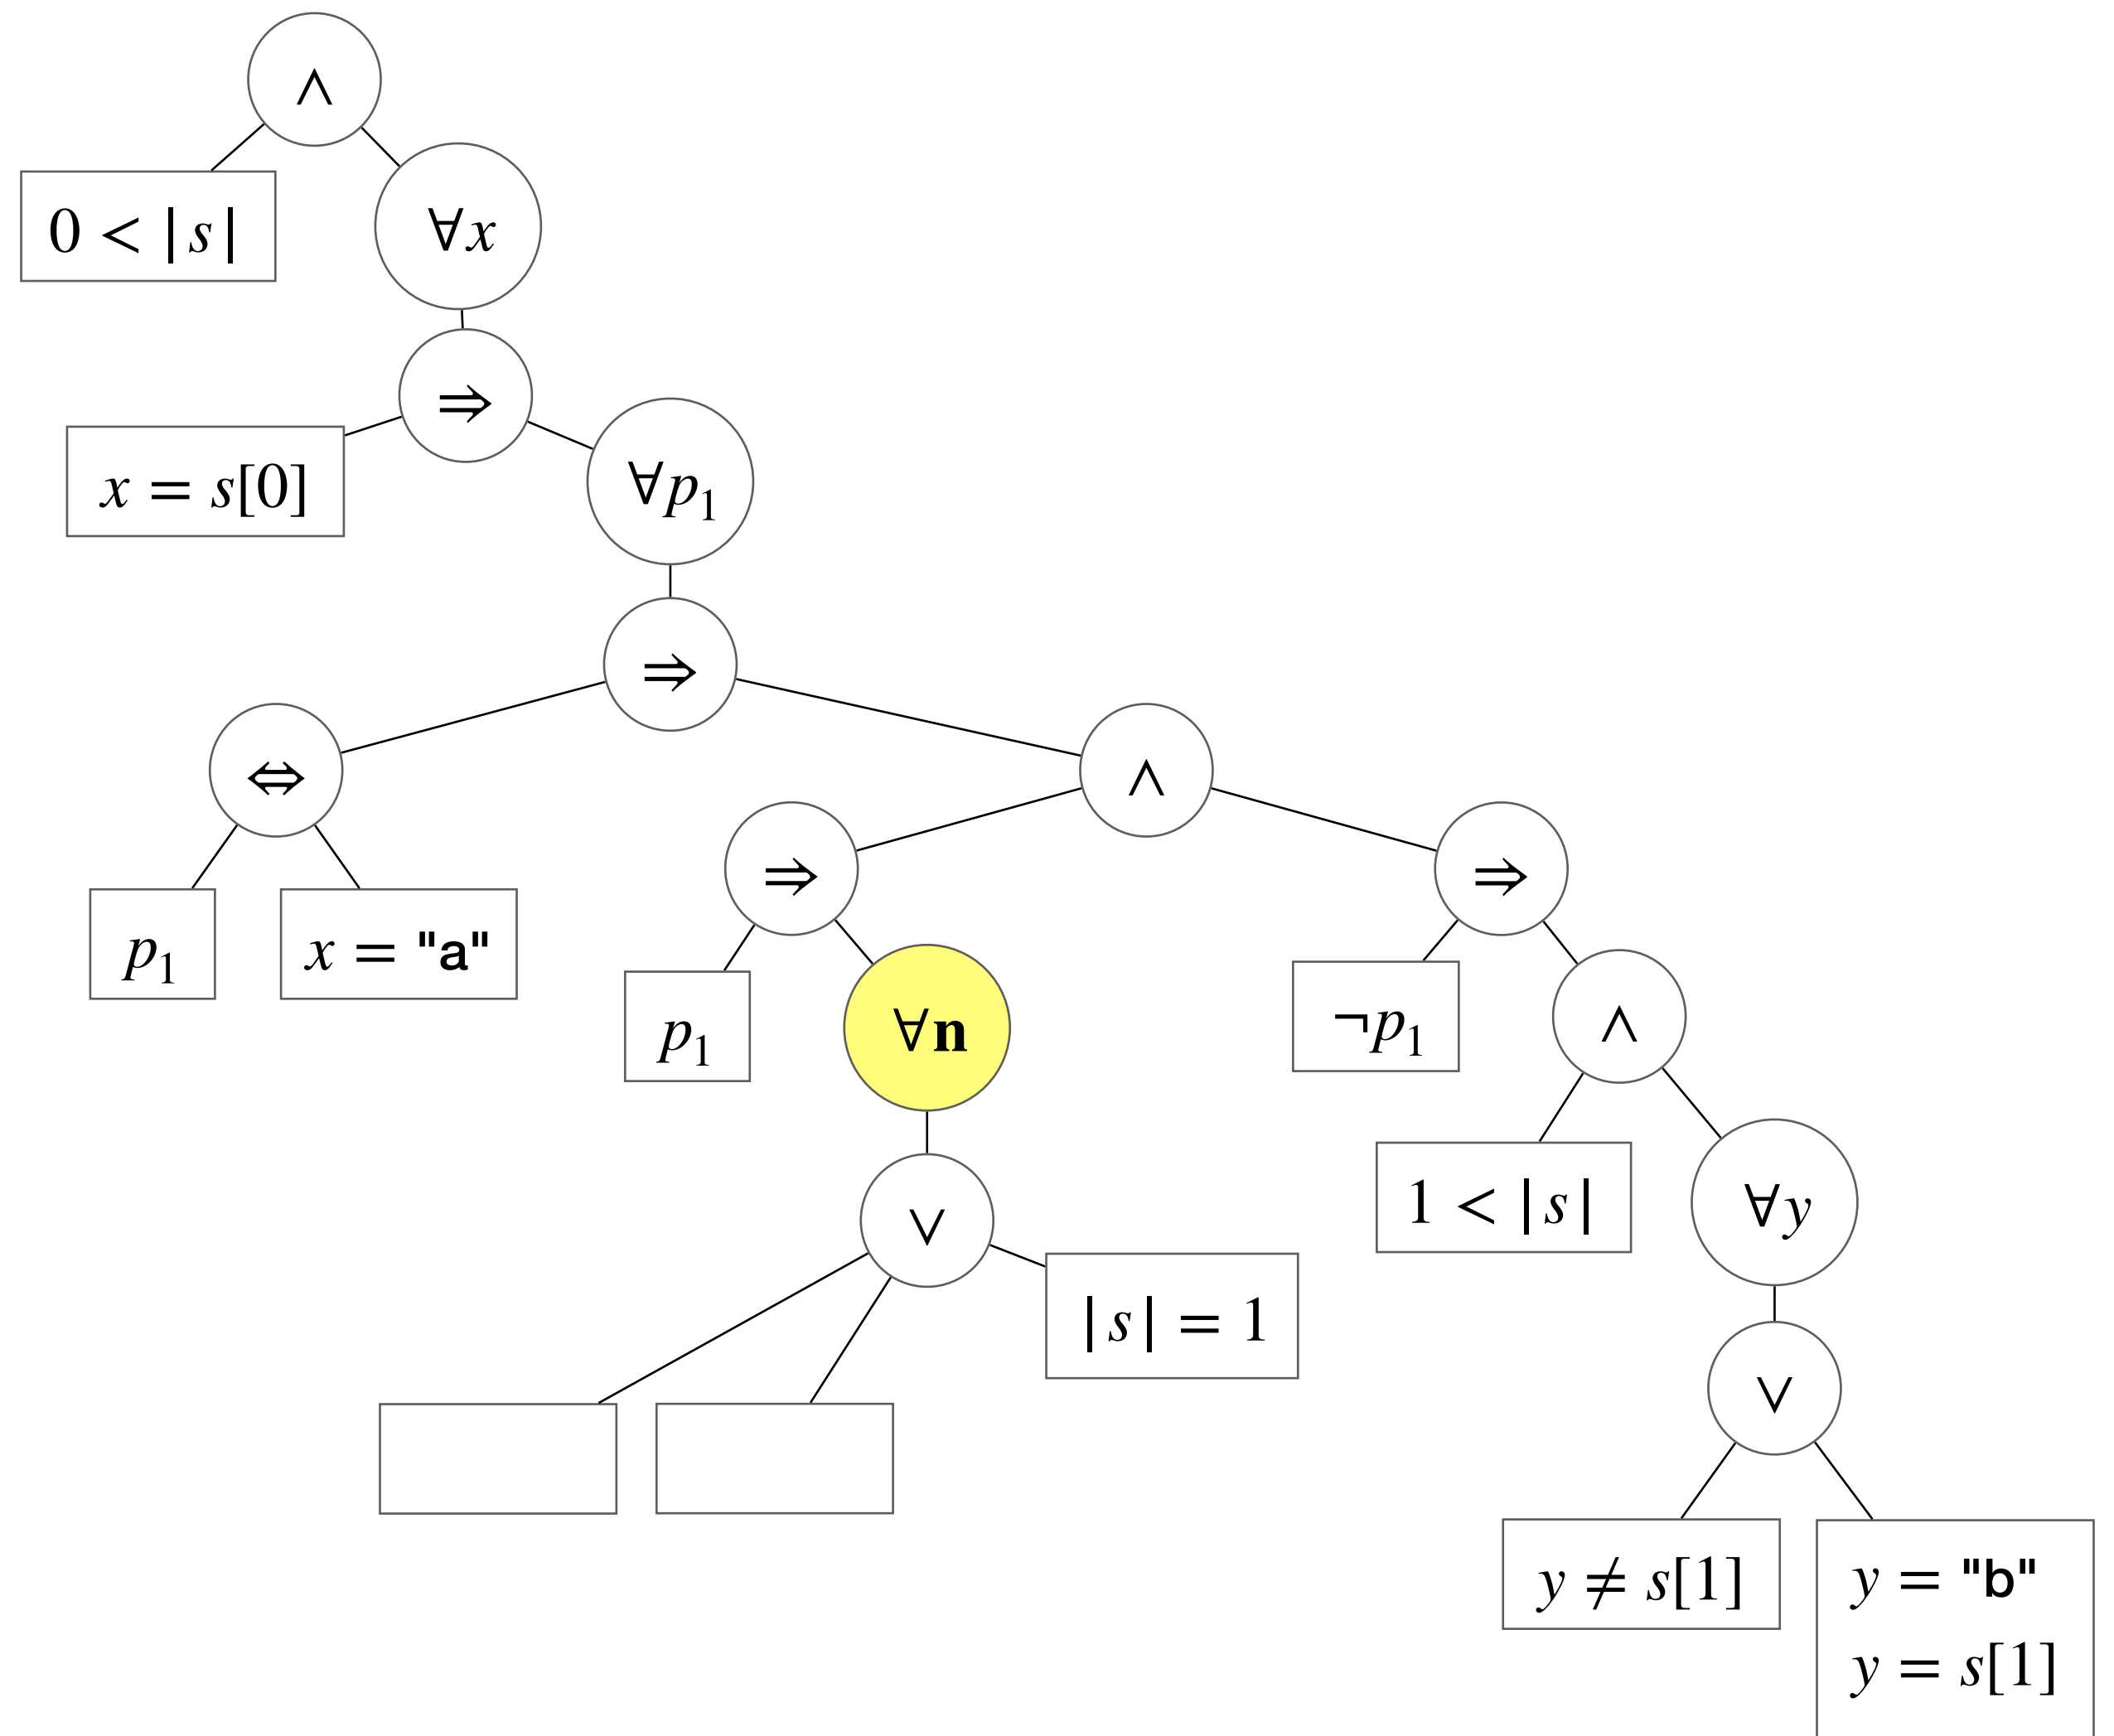 ∧
0 < |s|
∀x
⇒
x = s[0]
∀p₁
⇒
⇔
∧
⇒
⇒
p₁
x = "a"
p₁
∀n
¬p₁
∧
1 < |s|
∀y
∨
|s| = 1
∨
y ≠ s[1]
y = "b"
y = s[1]